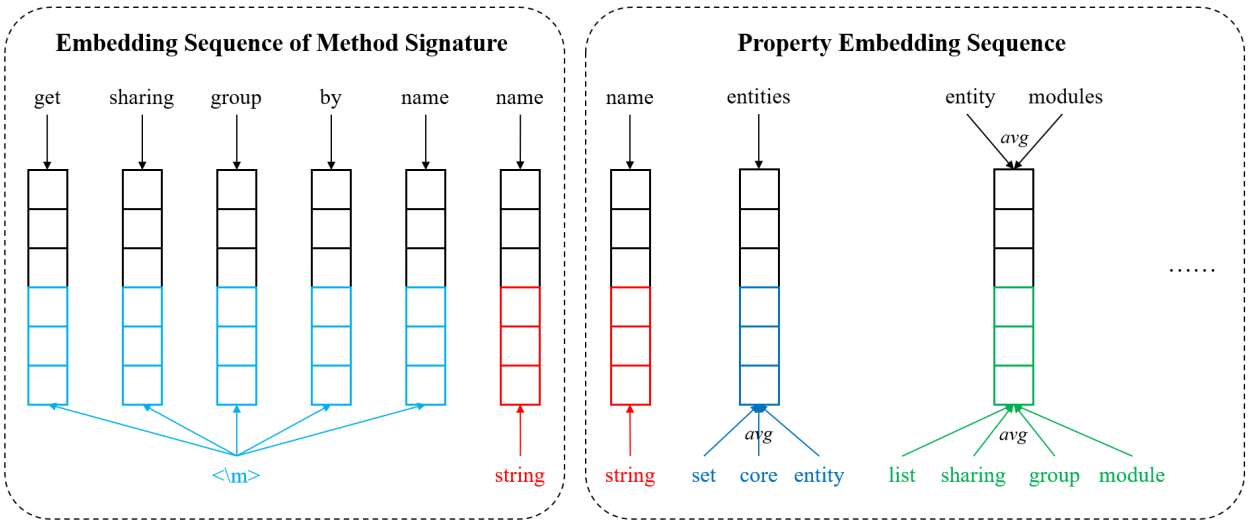 Embedding Sequence of Method Signature
get sharing group by name name
<\m> string
Property Embedding Sequence
name entities entity modules
avg
......
avg avg
string set core entity list sharing group module